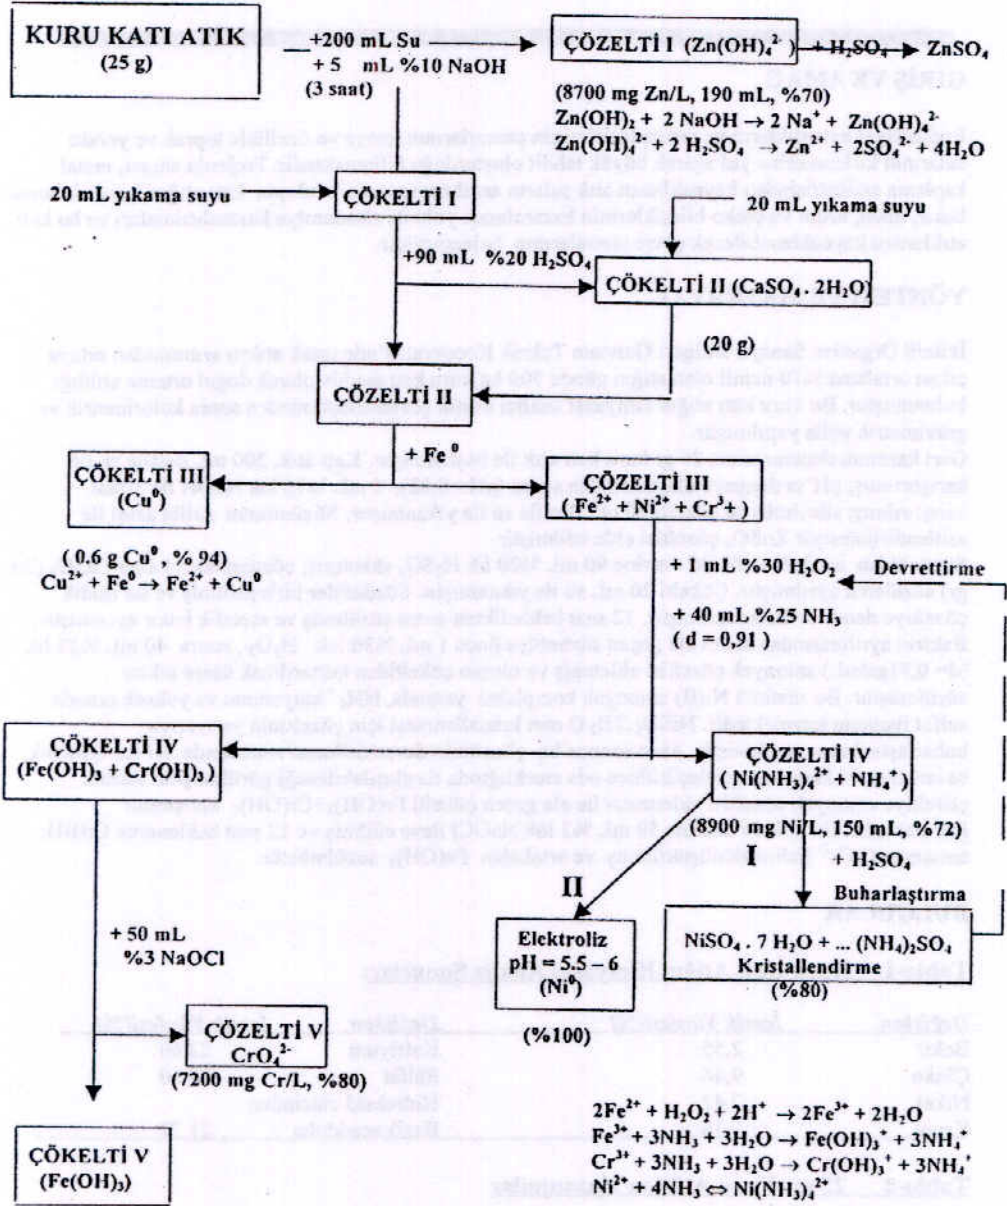 KURU KATI ATIK
(25 g)
+200 mL Su
+ 5 mL %10 NaOH
(3 saat)
ÇÖZELTİ I (Zn(OH)₄²⁻ )
+ H₂SO₄
ZnSO₄
(8700 mg Zn/L, 190 mL, %70)
Zn(OH)₂ + 2 NaOH → 2 Na⁺ + Zn(OH)₄²⁻
Zn(OH)₄²⁻ + 2 H₂SO₄ → Zn²⁺ + 2SO₄²⁻ + 4H₂O
20 mL yıkama suyu
ÇÖKELTİ I
20 mL yıkama suyu
+90 mL %20 H₂SO₄
ÇÖKELTİ II (CaSO₄ . 2H₂O)
(20 g)
ÇÖZELTİ II
+ Fe⁰
ÇÖKELTİ III
(Cu⁰)
ÇÖZELTİ III
(Fe²⁺ + Ni²⁺ + Cr³⁺)
( 0.6 g Cu⁰ , % 94)
Cu²⁺ + Fe⁰ → Fe²⁺ + Cu⁰
+ 1 mL %30 H₂O₂
Devrettirme
+ 40 mL %25 NH₃
( d = 0,91)
ÇÖKELTİ IV
(Fe(OH)₃ + Cr(OH)₃)
ÇÖZELTİ IV
( Ni(NH₃)₄²⁺ + NH₄⁺)
(8900 mg Ni/L, 150 mL, %72)
I
+ H₂SO₄
II
Buharlaştırma
+ 50 mL
%3 NaOCl
Elektroliz
pH = 5.5 – 6
(Ni⁰)
(%100)
NiSO₄ . 7 H₂O + ... (NH₄)₂SO₄
Kristallendirme
(%80)
ÇÖZELTİ V
CrO₄²⁻
(7200 mg Cr/L, %80)
ÇÖKELTİ V
(Fe(OH)₃)
2Fe²⁺ + H₂O₂ + 2H⁺ → 2Fe³⁺ + 2H₂O
Fe³⁺ + 3NH₃ + 3H₂O → Fe(OH)₃⁺ + 3NH₄⁺
Cr³⁺ + 3NH₃ + 3H₂O → Cr(OH)₃⁺ + 3NH₄⁺
Ni²⁺ + 4NH₃ ⇔ Ni(NH₃)₄²⁺